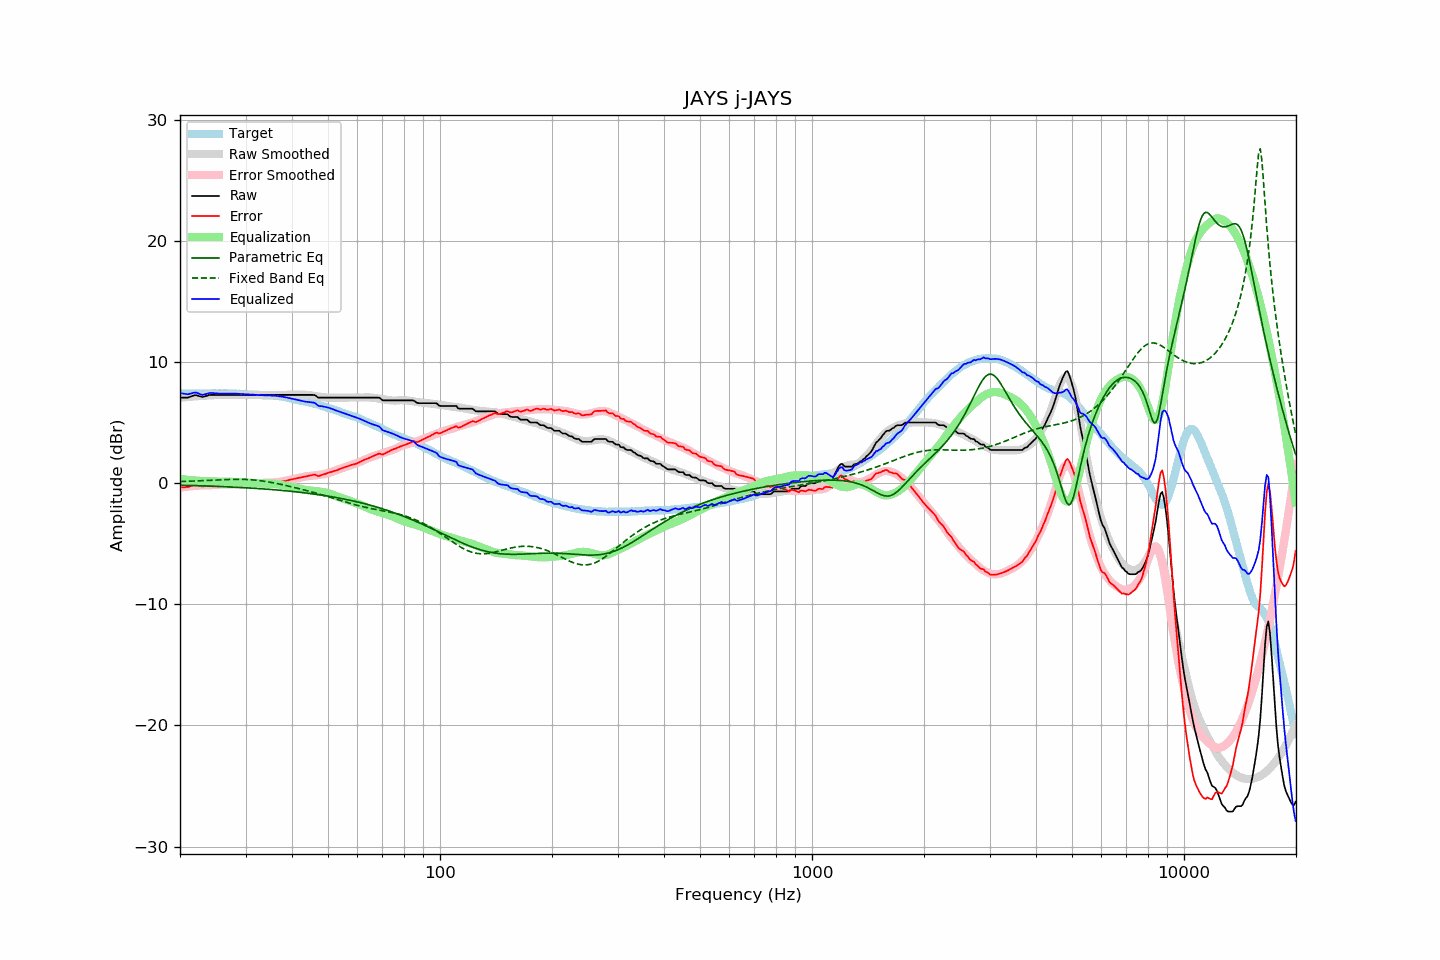 JAYS j-JAYS
Target
Raw Smoothed
Error Smoothed
Raw
Error
Equalization
Parametric Eq
Fixed Band Eq
Equalized
30
20
10
0
−10
−20
−30
Amplitude (dBr)
100 1000 10000
Frequency (Hz)